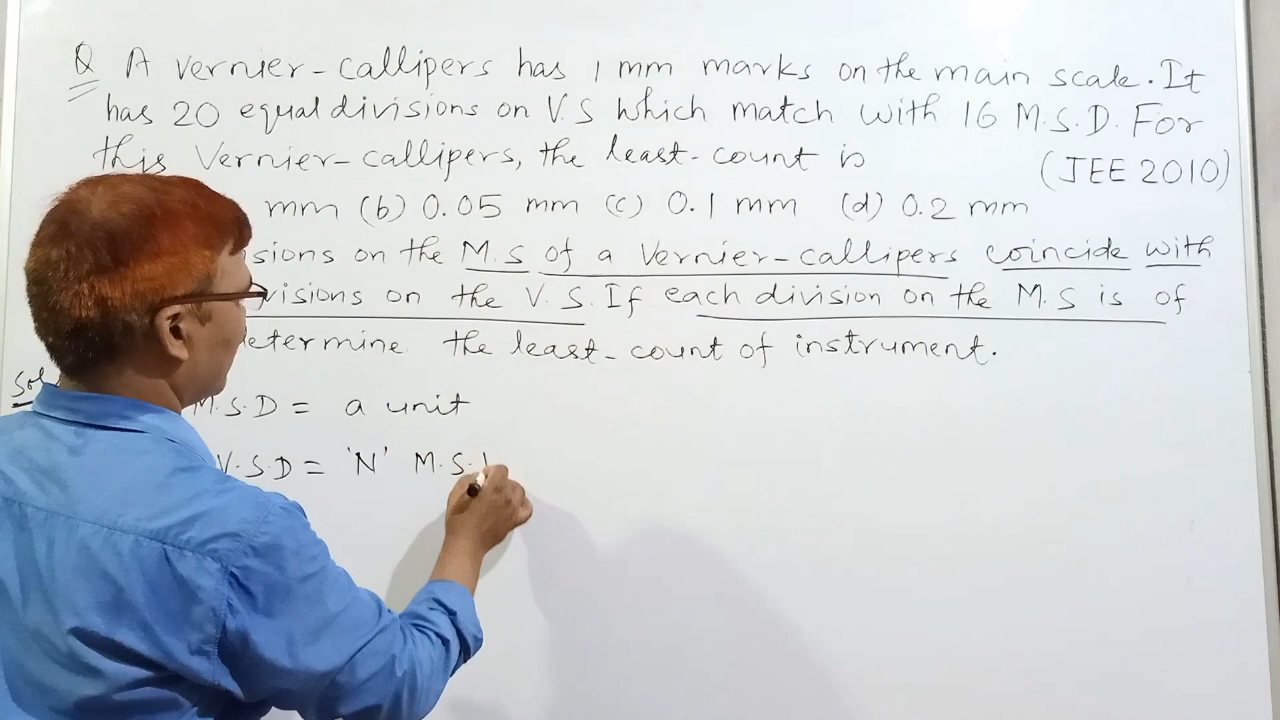 Q A vernier-callipers has 1 mm marks on the main scale. It
has 20 equal divisions on V.S which match with 16 M.S.D. For
this Vernier-callipers, the least-count is (JEE 2010)
mm (b) 0.05 mm (c) 0.1 mm (d) 0.2 mm
sions on the M.S of a Vernier-callipers coincide with
visions on the V.S. If each division on the M.S is of
determine the least-count of instrument.
Sol
M.S.D = a unit
V.S.D = 'N' M.S.